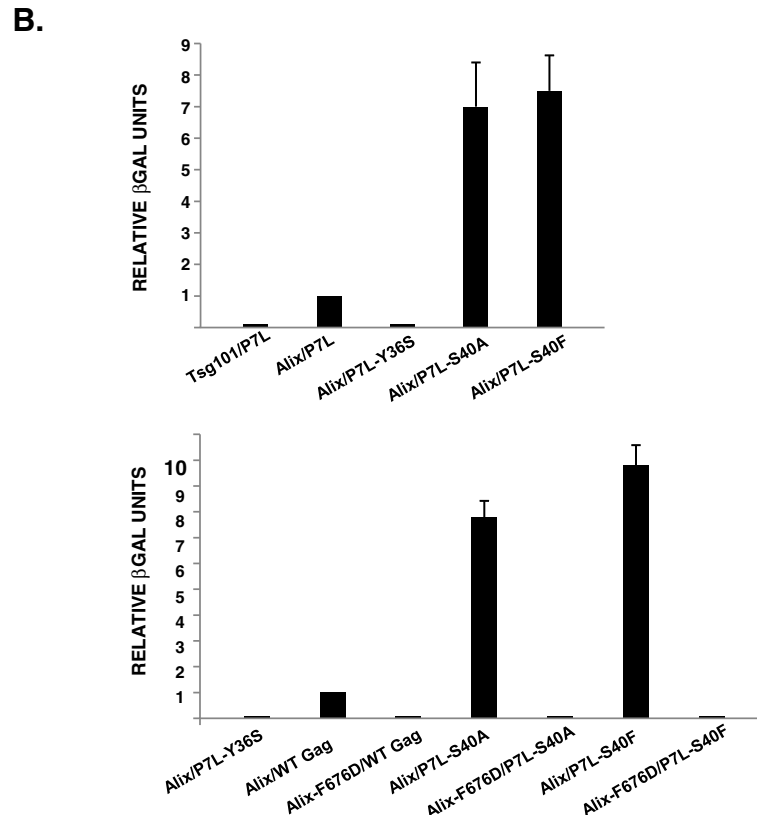 B.
RELATIVE βGAL UNITS
9
8
7
6
5
4
3
2
1
Tsg101/P7L
Alix/P7L
Alix/P7L-Y36S
Alix/P7L-S40A
Alix/P7L-S40F
RELATIVE βGAL UNITS
10
9
8
7
6
5
4
3
2
1
Alix/P7L-Y36S
Alix/WT Gag
Alix-F676D/WT Gag
Alix/P7L-S40A
Alix-F676D/P7L-S40A
Alix/P7L-S40F
Alix-F676D/P7L-S40F